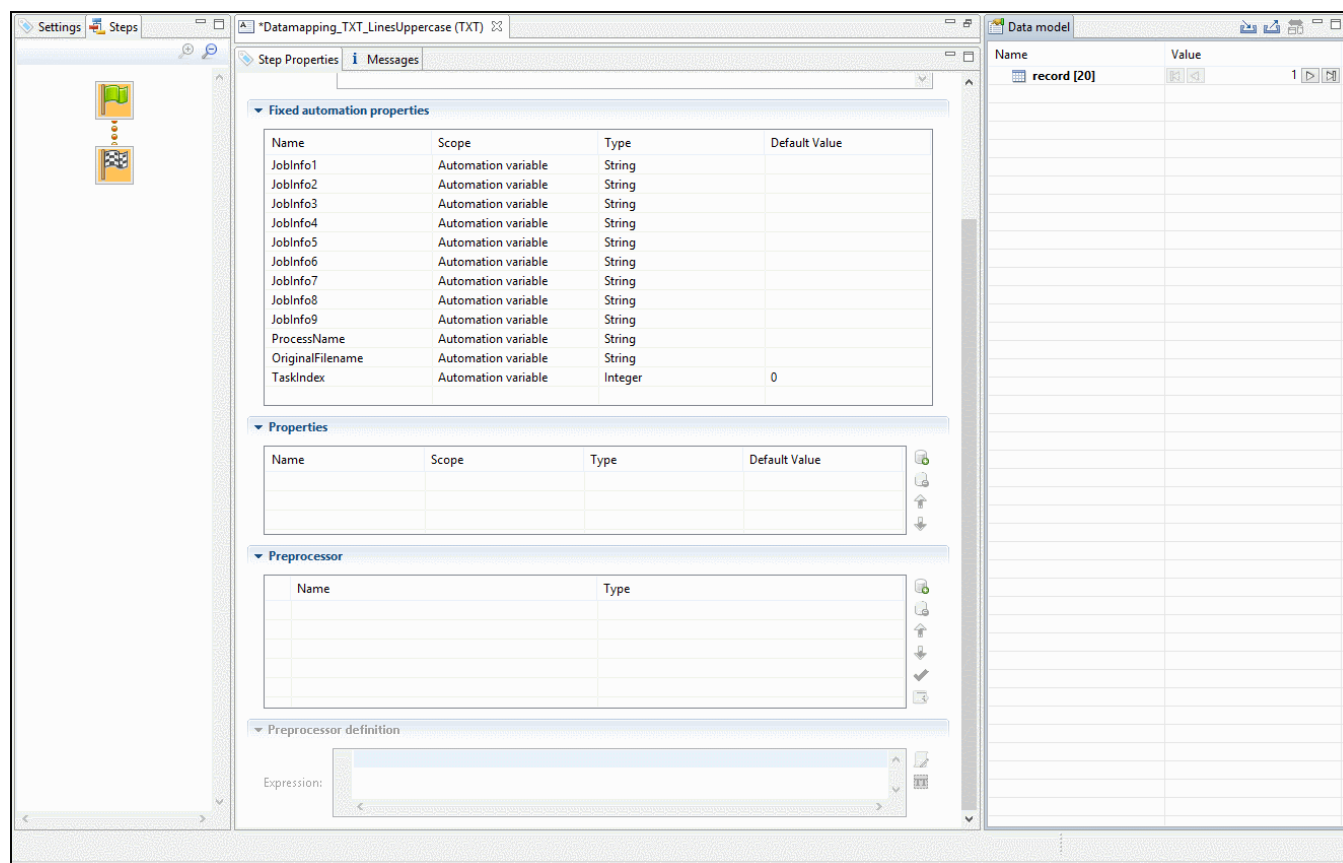 Settings Steps
*Datamapping_TXT_LinesUppercase (TXT)
Step Properties i Messages
Fixed automation properties
Name Scope Type Default Value
JobInfo1 Automation variable String
JobInfo2 Automation variable String
JobInfo3 Automation variable String
JobInfo4 Automation variable String
JobInfo5 Automation variable String
JobInfo6 Automation variable String
JobInfo7 Automation variable String
JobInfo8 Automation variable String
JobInfo9 Automation variable String
ProcessName Automation variable String
OriginalFilename Automation variable String
TaskIndex Automation variable Integer 0
Properties
Name Scope Type Default Value
Preprocessor
Name Type
Preprocessor definition
Expression:
Data model
Name Value
record [20] 1